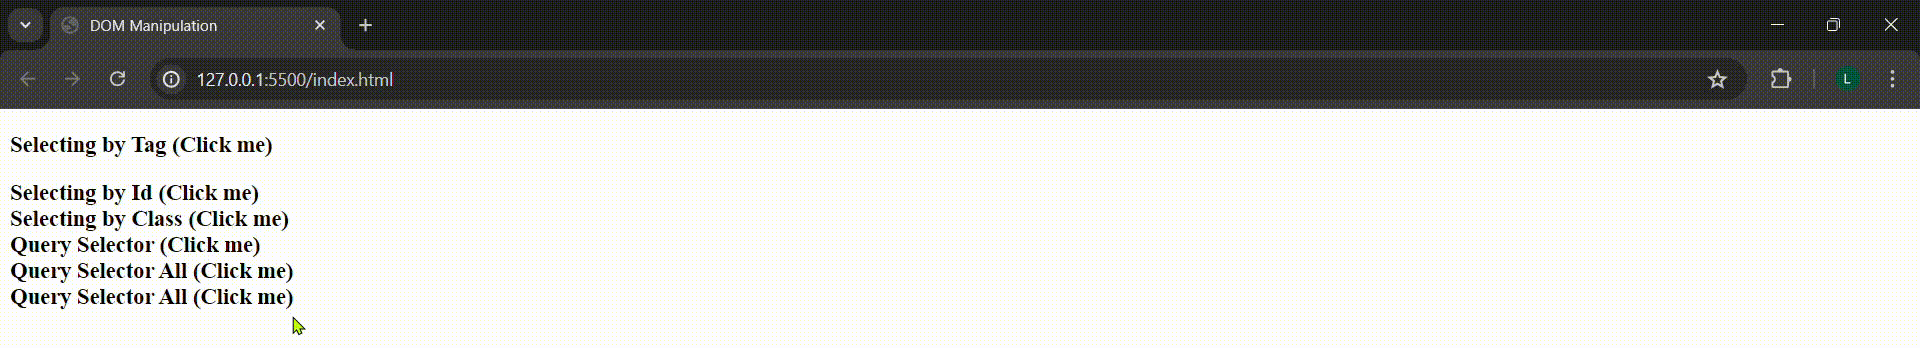 DOM Manipulation
127.0.0.1:5500/index.html
L
Selecting by Tag (Click me)
Selecting by Id (Click me)
Selecting by Class (Click me)
Query Selector (Click me)
Query Selector All (Click me)
Query Selector All (Click me)